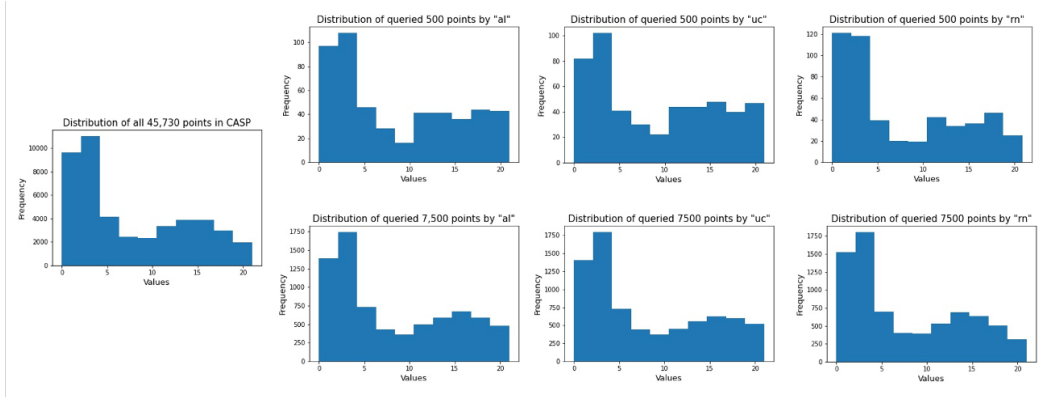 Distribution of all 45,730 points in CASP
Frequency
10000
8000
6000
4000
2000
0
0 5 10 15 20
Values
Distribution of queried 500 points by "al"
Frequency
100
80
60
40
20
0
0 5 10 15 20
Values
Distribution of queried 500 points by "uc"
Frequency
100
80
60
40
20
0
0 5 10 15 20
Values
Distribution of queried 500 points by "rn"
Frequency
120
100
80
60
40
20
0
0 5 10 15 20
Values
Distribution of queried 7,500 points by "al"
Frequency
1750
1500
1250
1000
750
500
250
0
0 5 10 15 20
Values
Distribution of queried 7500 points by "uc"
Frequency
1750
1500
1250
1000
750
500
250
0
0 5 10 15 20
Values
Distribution of queried 7500 points by "rn"
Frequency
1750
1500
1250
1000
750
500
250
0
0 5 10 15 20
Values